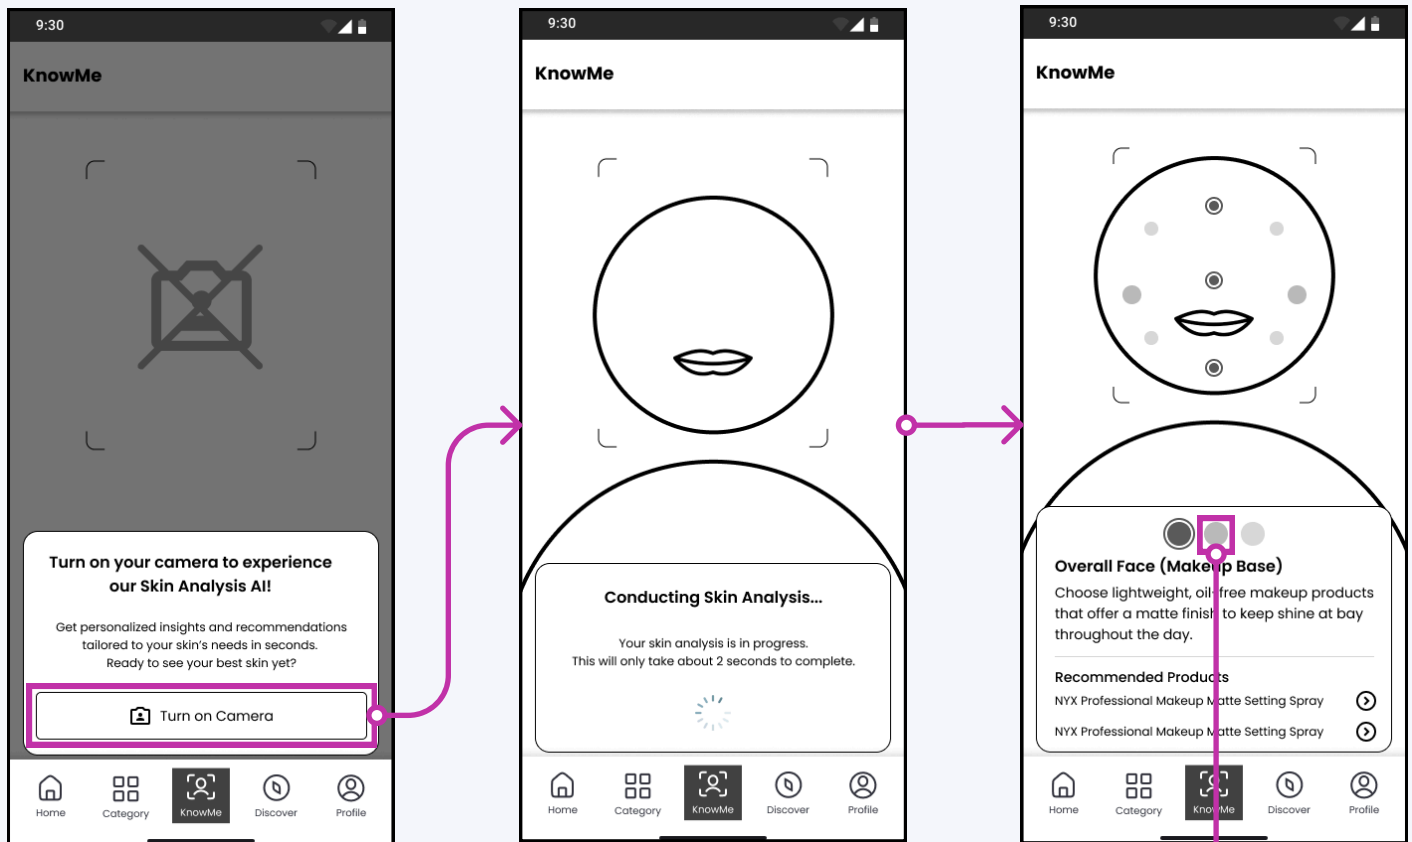 9:30
KnowMe
Turn on your camera to experience
our Skin Analysis AI!
Get personalized insights and recommendations
tailored to your skin's needs in seconds.
Ready to see your best skin yet?
Turn on Camera
Home
Category
KnowMe
Discover
Profile
9:30
KnowMe
Conducting Skin Analysis...
Your skin analysis is in progress.
This will only take about 2 seconds to complete.
Home
Category
KnowMe
Discover
Profile
9:30
KnowMe
Overall Face (Makeup Base)
Choose lightweight, oil-free makeup products
that offer a matte finish to keep shine at bay
throughout the day.
Recommended Products
NYX Professional Makeup Matte Setting Spray
NYX Professional Makeup Matte Setting Spray
Home
Category
KnowMe
Discover
Profile